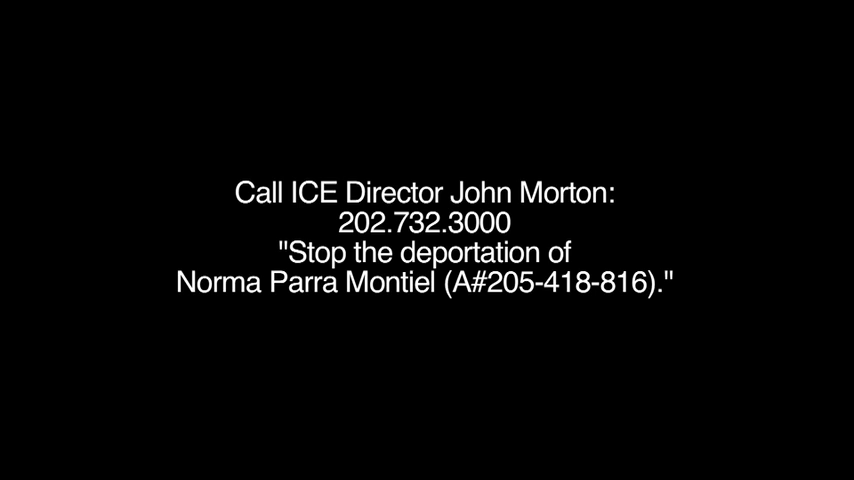 Call ICE Director John Morton:
202.732.3000
"Stop the deportation of
Norma Parra Montiel (A#205-418-816)."